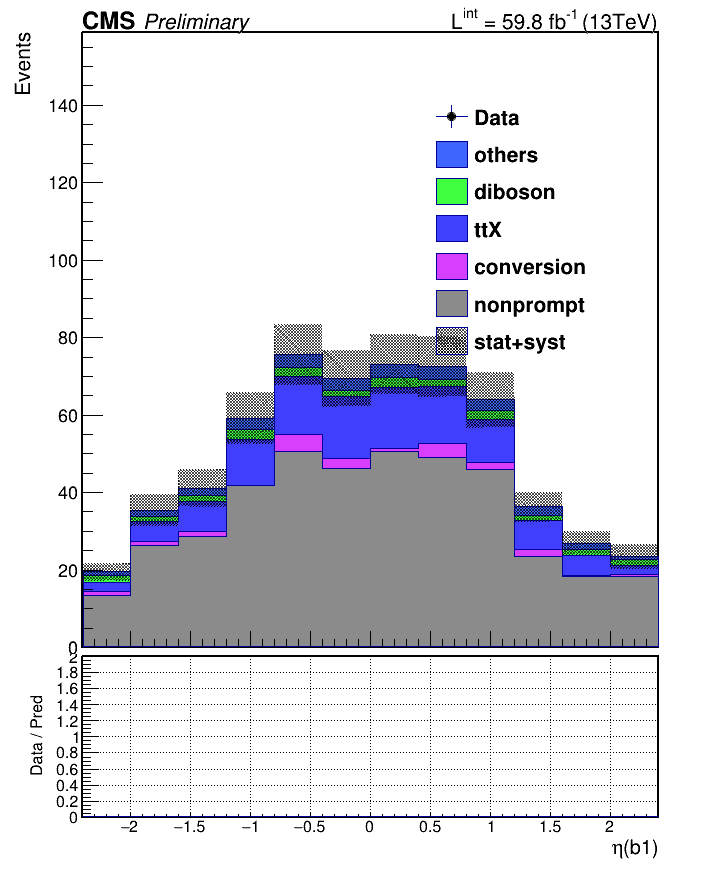 CMS Preliminary L^int = 59.8 fb^-1 (13TeV)
Events
140
120
100
80
60
40
20
0
Data
others
diboson
ttX
conversion
nonprompt
stat+syst
Data / Pred
2
1.8
1.6
1.4
1.2
1
0.8
0.6
0.4
0.2
0
−2 −1.5 −1 −0.5 0 0.5 1 1.5 2
η(b1)